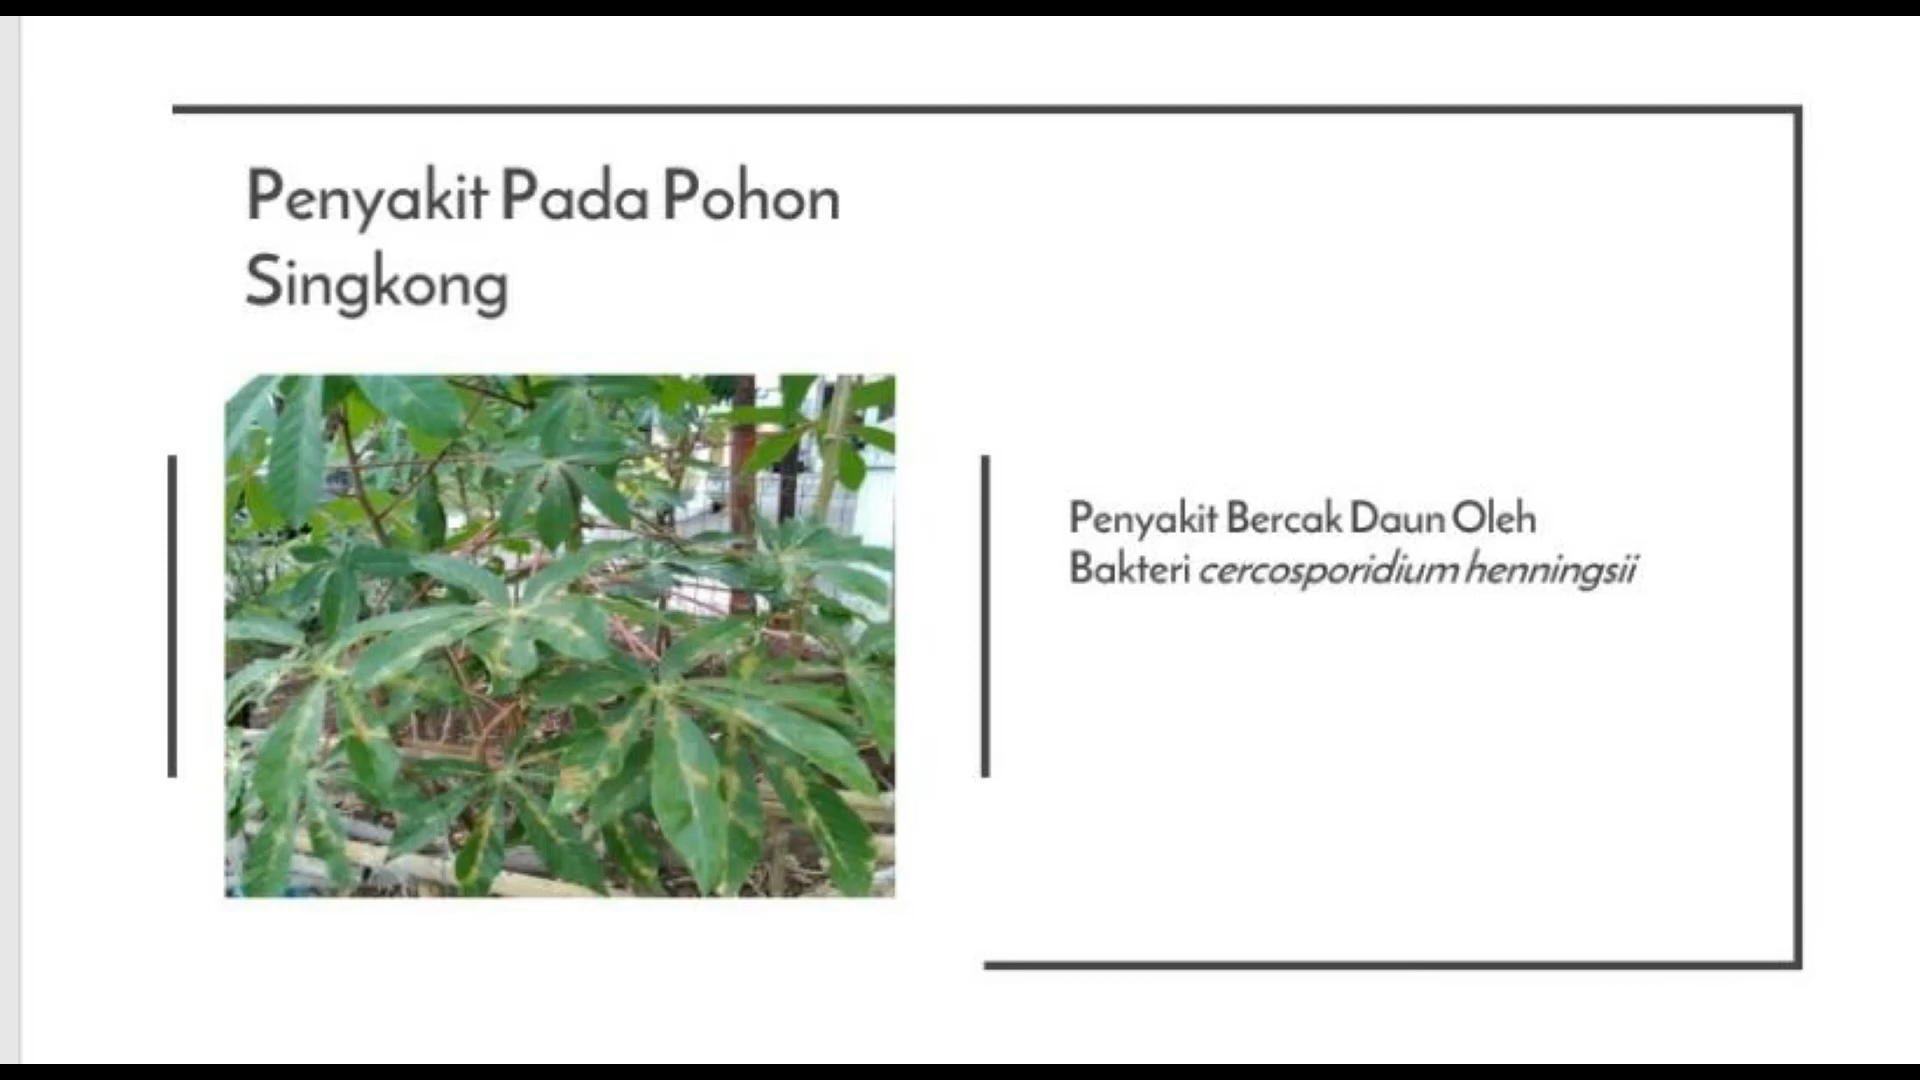 Penyakit Pada Pohon
Singkong
Penyakit Bercak Daun Oleh
Bakteri cercosporidium henningsii